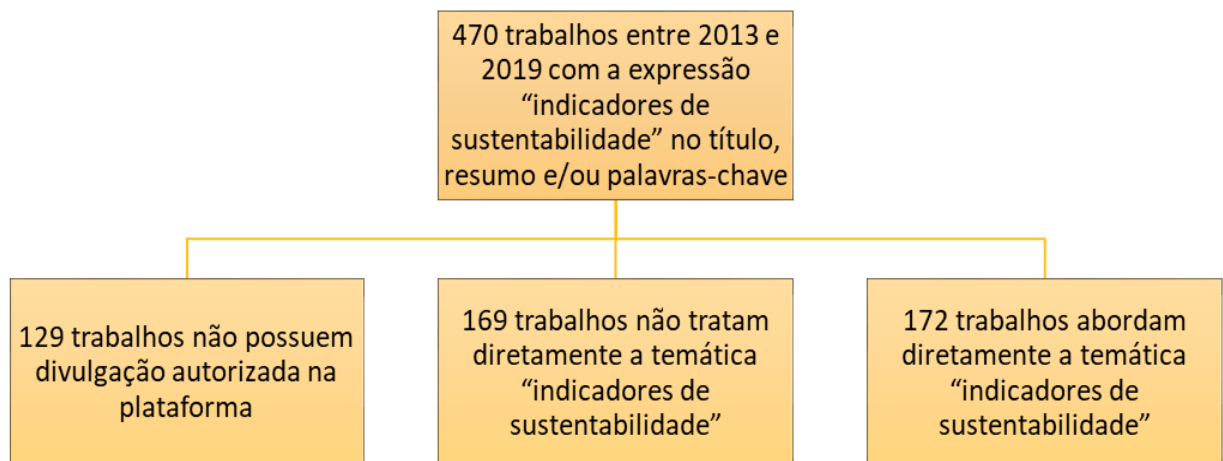 470 trabalhos entre 2013 e
2019 com a expressão
“indicadores de
sustentabilidade” no título,
resumo e/ou palavras-chave
129 trabalhos não possuem
divulgação autorizada na
plataforma
169 trabalhos não tratam
diretamente a temática
“indicadores de
sustentabilidade”
172 trabalhos abordam
diretamente a temática
“indicadores de
sustentabilidade”